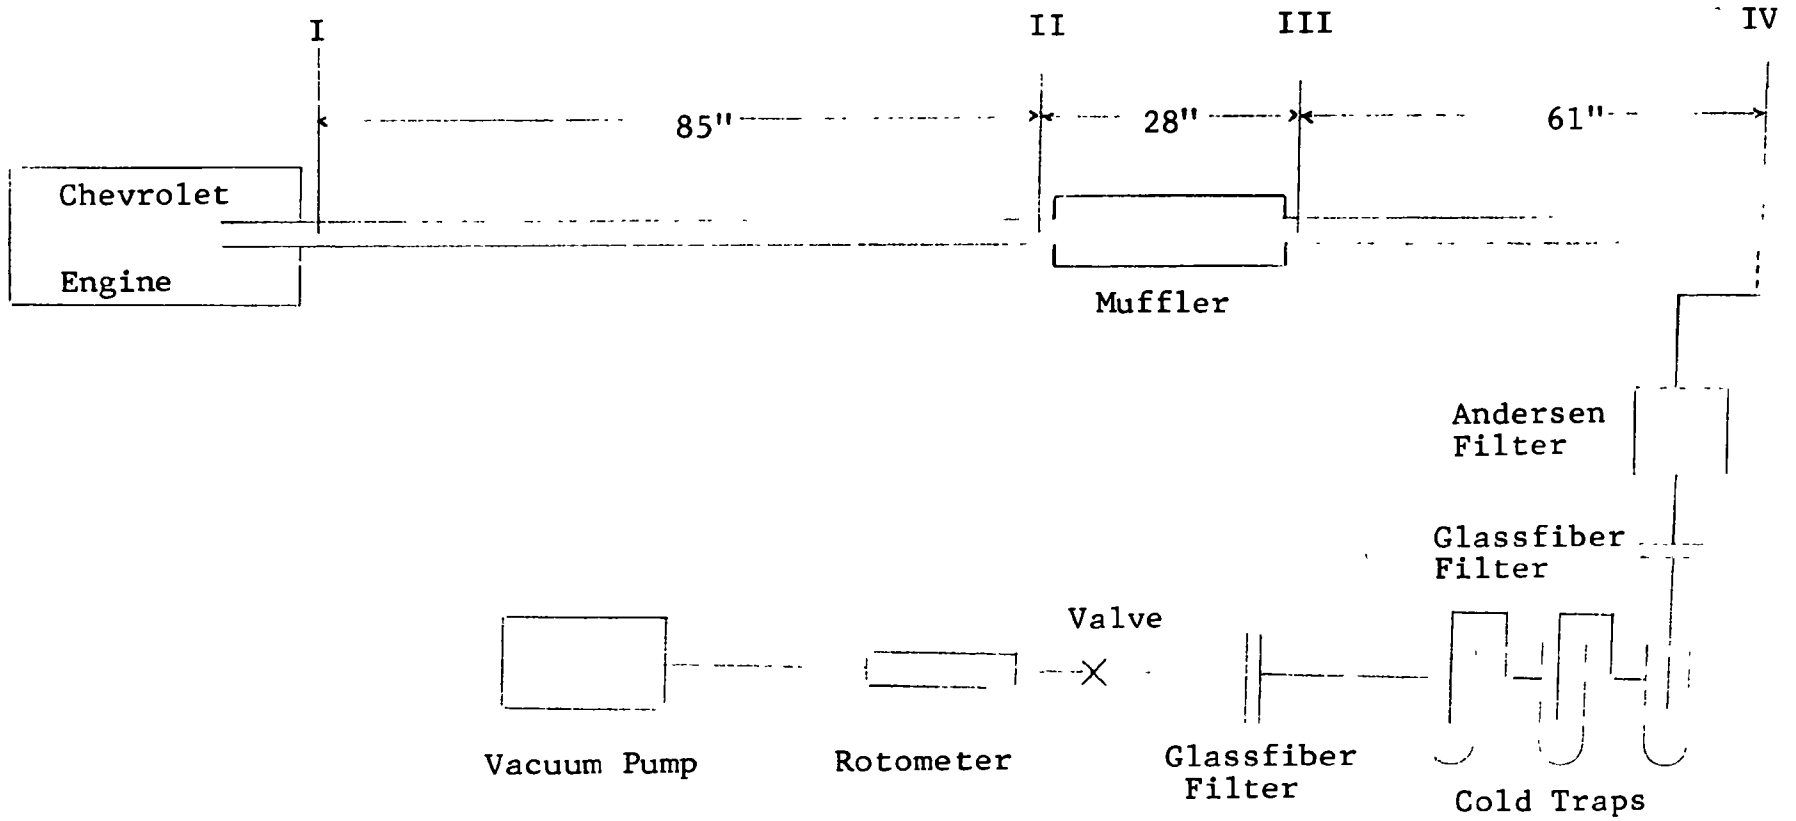 I
II
III
IV
85"
28"
61"
Chevrolet
Engine
Muffler
Andersen
Filter
Glassfiber
Filter
Valve
Vacuum Pump
Rotometer
Glassfiber
Filter
Cold Traps